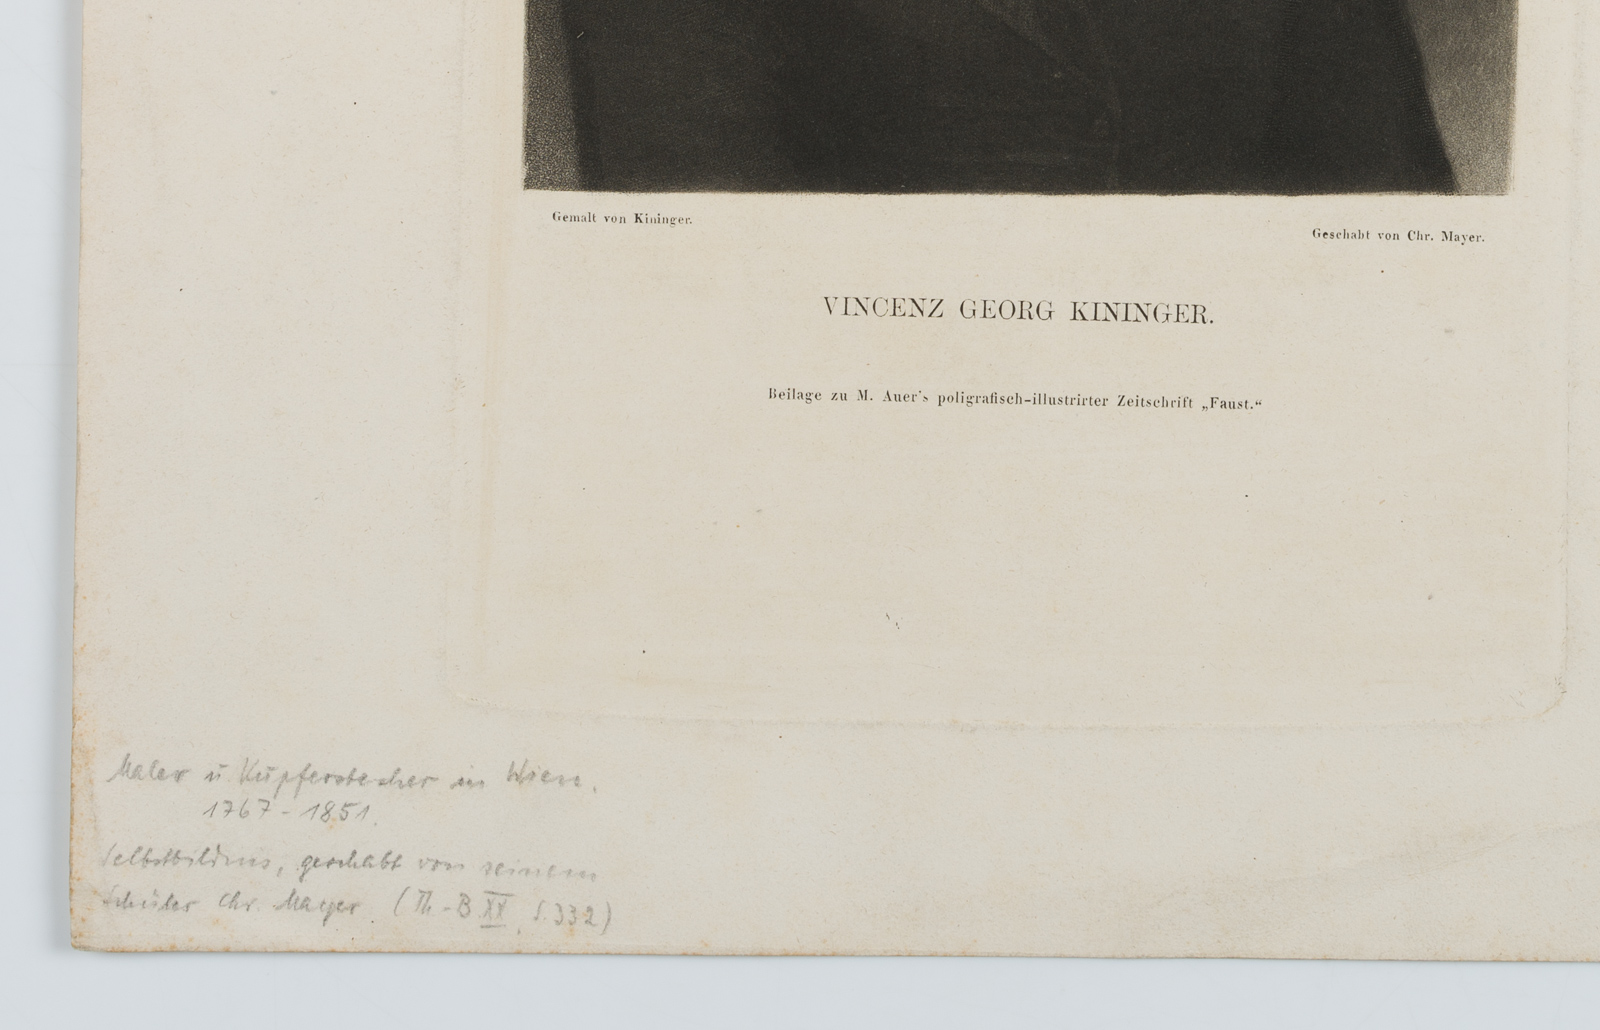 Gemalt von Kininger.
Geschabt von Chr. Mayer.
VINCENZ GEORG KININGER.
Beilage zu M. Auer's poligrafisch-illustrirter Zeitschrift „Faust.“
Maler u Kupferstecher in Wien.
1767 - 1851.
Selbstbildnis, geschabt von seinem
Schüler Chr. Mayer (Th-B XX, S. 332)